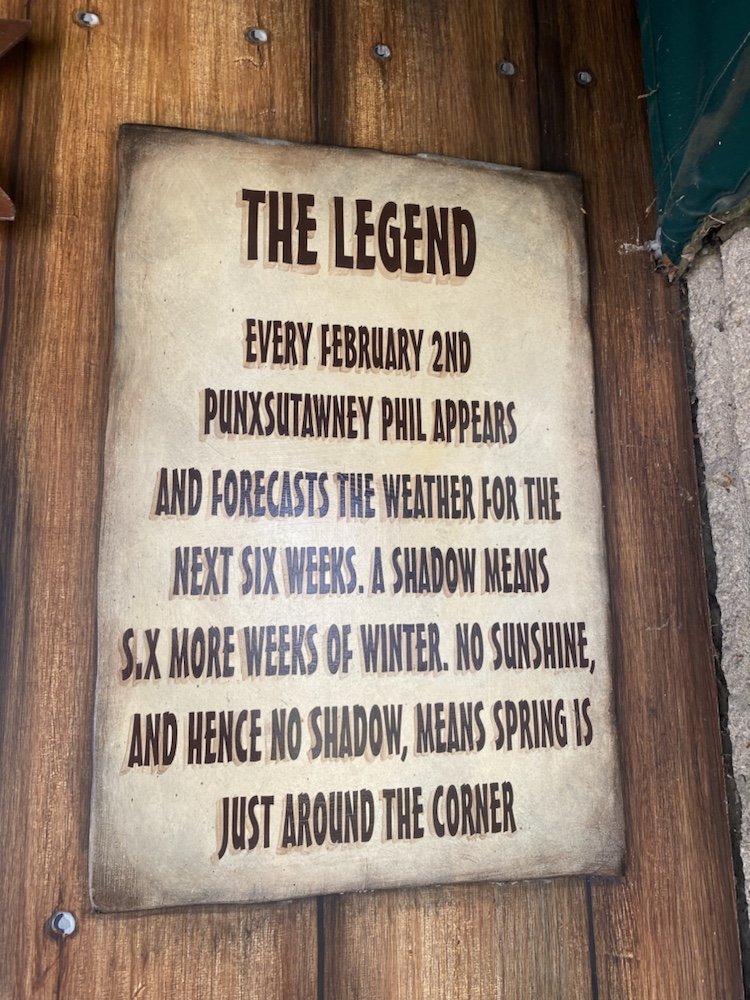 THE LEGEND
EVERY FEBRUARY 2ND
PUNXSUTAWNEY PHIL APPEARS
AND FORECASTS THE WEATHER FOR THE
NEXT SIX WEEKS. A SHADOW MEANS
S.X MORE WEEKS OF WINTER. NO SUNSHINE,
AND HENCE NO SHADOW, MEANS SPRING IS
JUST AROUND THE CORNER